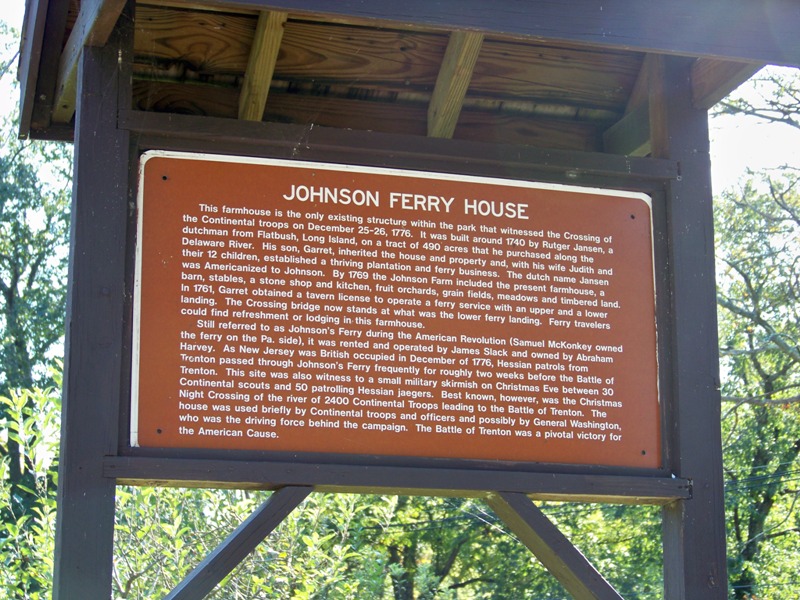 JOHNSON FERRY HOUSE
This farmhouse is the only existing structure within the park that witnessed the Crossing of
the Continental troops on December 25-26, 1776. It was built around 1740 by Rutger Jansen, a
dutchman from Flatbush, Long Island, on a tract of 490 acres that he purchased along the
Delaware River. His son, Garret, inherited the house and property and, with his wife Judith and
their 12 children, established a thriving plantation and ferry business. The dutch name Jansen
was Americanized to Johnson. By 1769 the Johnson Farm included the present farmhouse, a
barn, stables, a stone shop and kitchen, fruit orchards, grain fields, meadows and timbered land.
In 1761, Garret obtained a tavern license to operate a ferry service with an upper and a lower
landing. The Crossing bridge now stands at what was the lower ferry landing. Ferry travelers
could find refreshment or lodging in this farmhouse.
Still referred to as Johnson's Ferry during the American Revolution (Samuel McKonkey owned
the ferry on the Pa. side), it was rented and operated by James Slack and owned by Abraham
Harvey. As New Jersey was British occupied in December of 1776, Hessian patrols from
Trenton passed through Johnson's Ferry frequently for roughly two weeks before the Battle of
Trenton. This site was also witness to a small military skirmish on Christmas Eve between 30
Continental scouts and 50 patrolling Hessian jaegers. Best known, however, was the Christmas
Night Crossing of the river of 2400 Continental Troops leading to the Battle of Trenton. The
house was used briefly by Continental troops and officers and possibly by General Washington,
who was the driving force behind the campaign. The Battle of Trenton was a pivotal victory for
the American Cause.